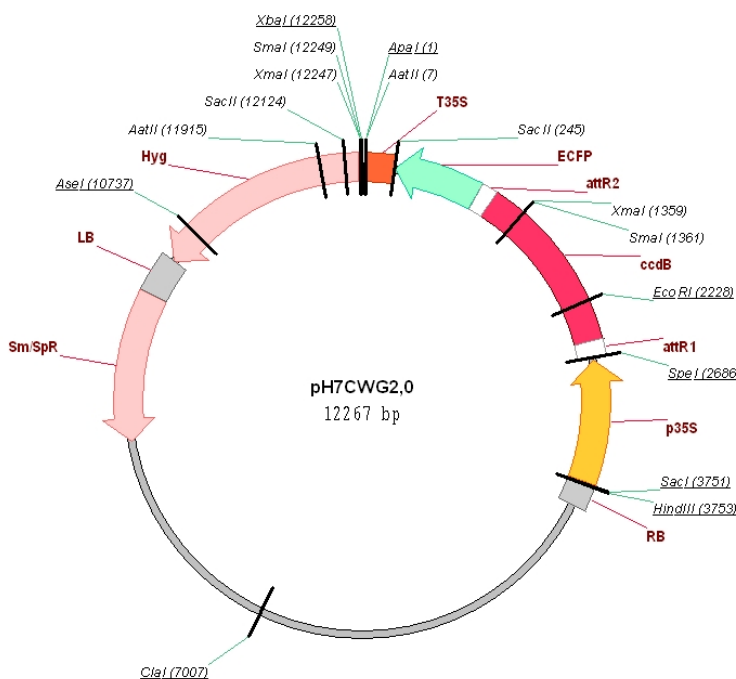 XbaI (12258)
SmaI (12249)
ApaI (1)
XmaI (12247)
AatII (7)
SacII (12124)
T35S
AatII (11915)
SacII (245)
Hyg
ECFP
attR2
AseI (10737)
XmaI (1359)
SmaI (1361)
LB
ccdB
EcoRI (2228)
Sm/SpR
attR1
SpeI (2686)
pH7CWG2,0
12267 bp
p35S
SacI (3751)
HindIII (3753)
RB
ClaI (7007)